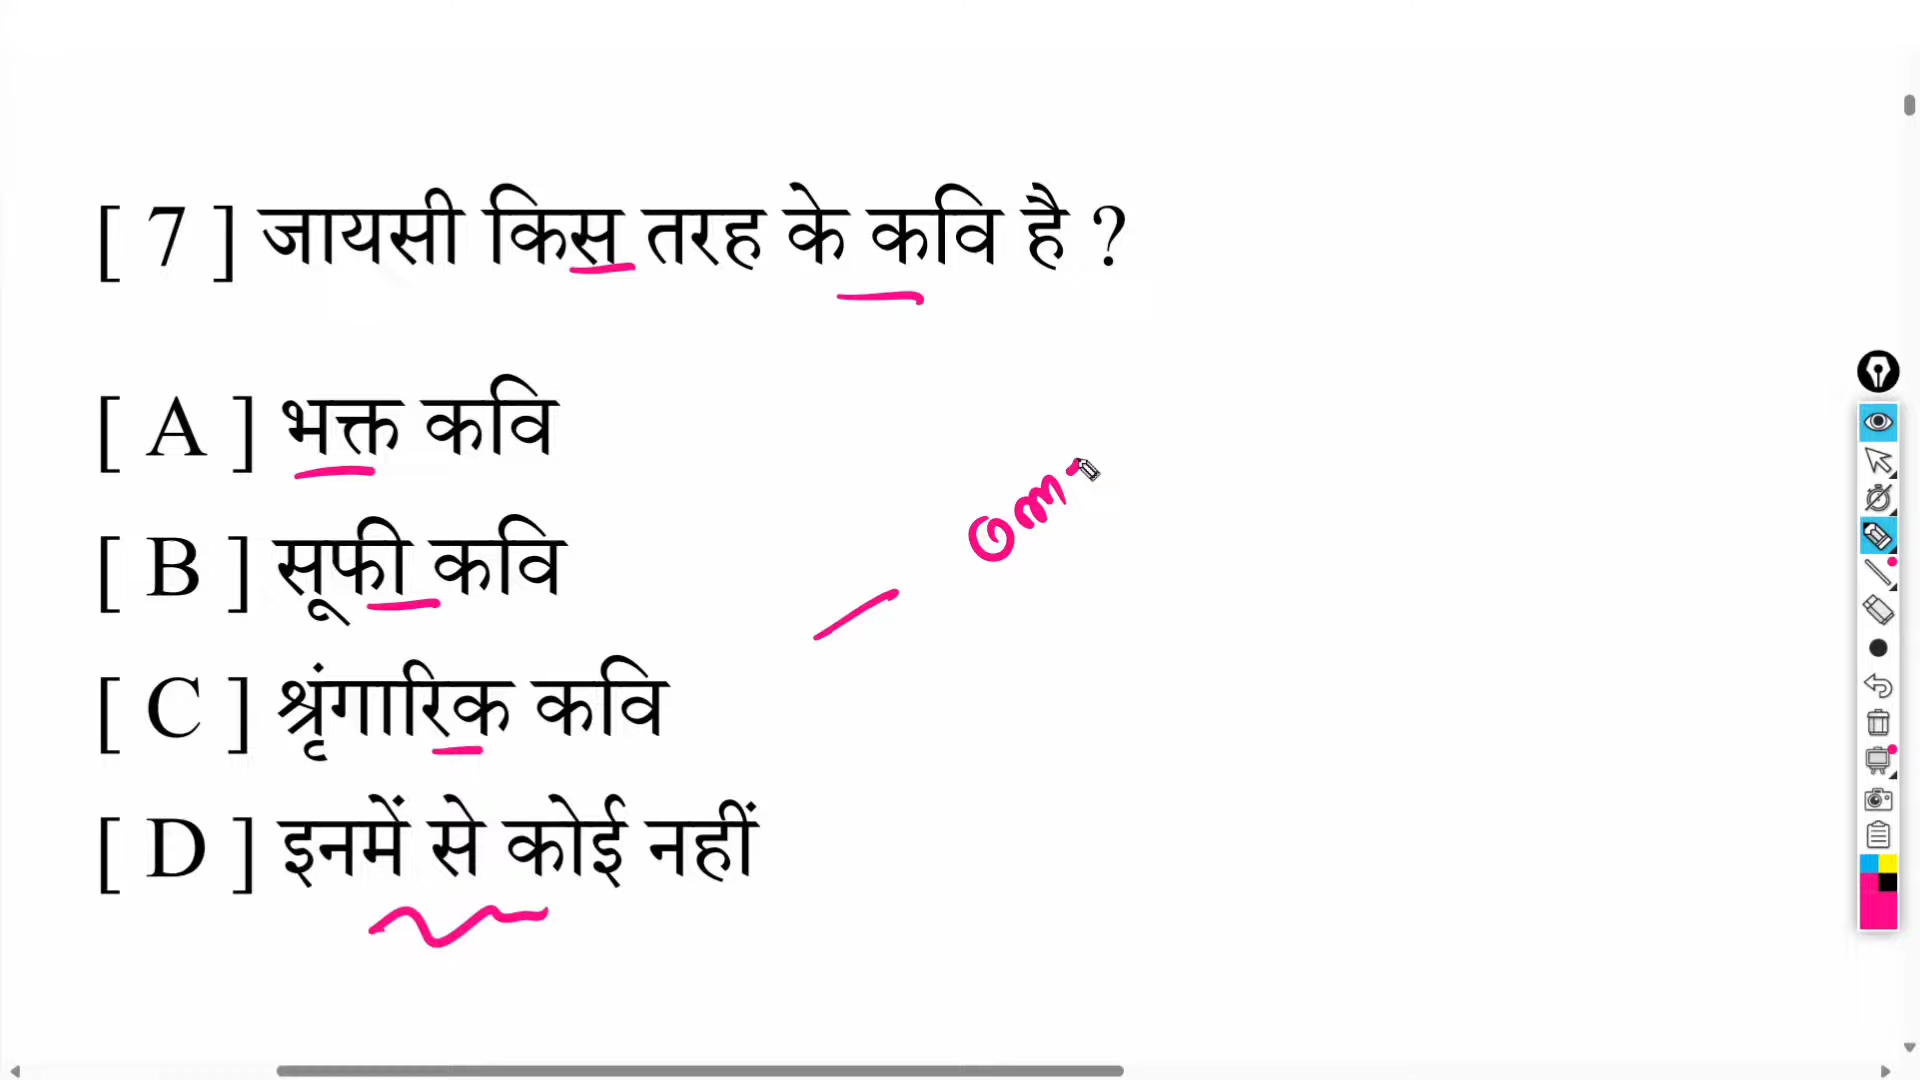 [ 7 ] जायसी किस तरह के कवि है ?
[ A ] भक्त कवि
[ B ] सूफी कवि
[ C ] श्रृंगारिक कवि
[ D ] इनमें से कोई नहीं